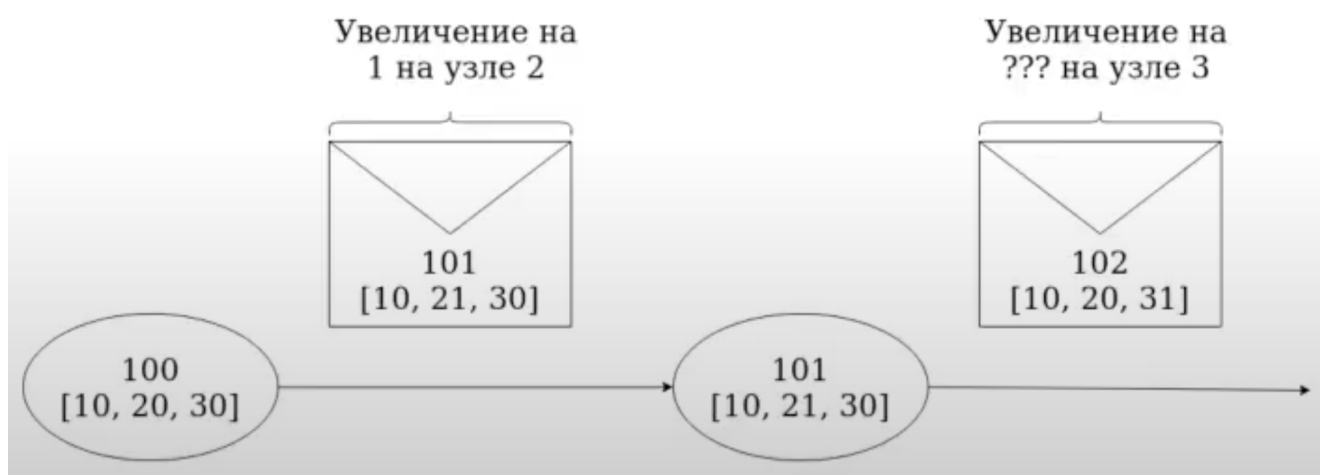 Увеличение на
1 на узле 2
Увеличение на
??? на узле 3
101
[10, 21, 30]
102
[10, 20, 31]
100
[10, 20, 30]
101
[10, 21, 30]